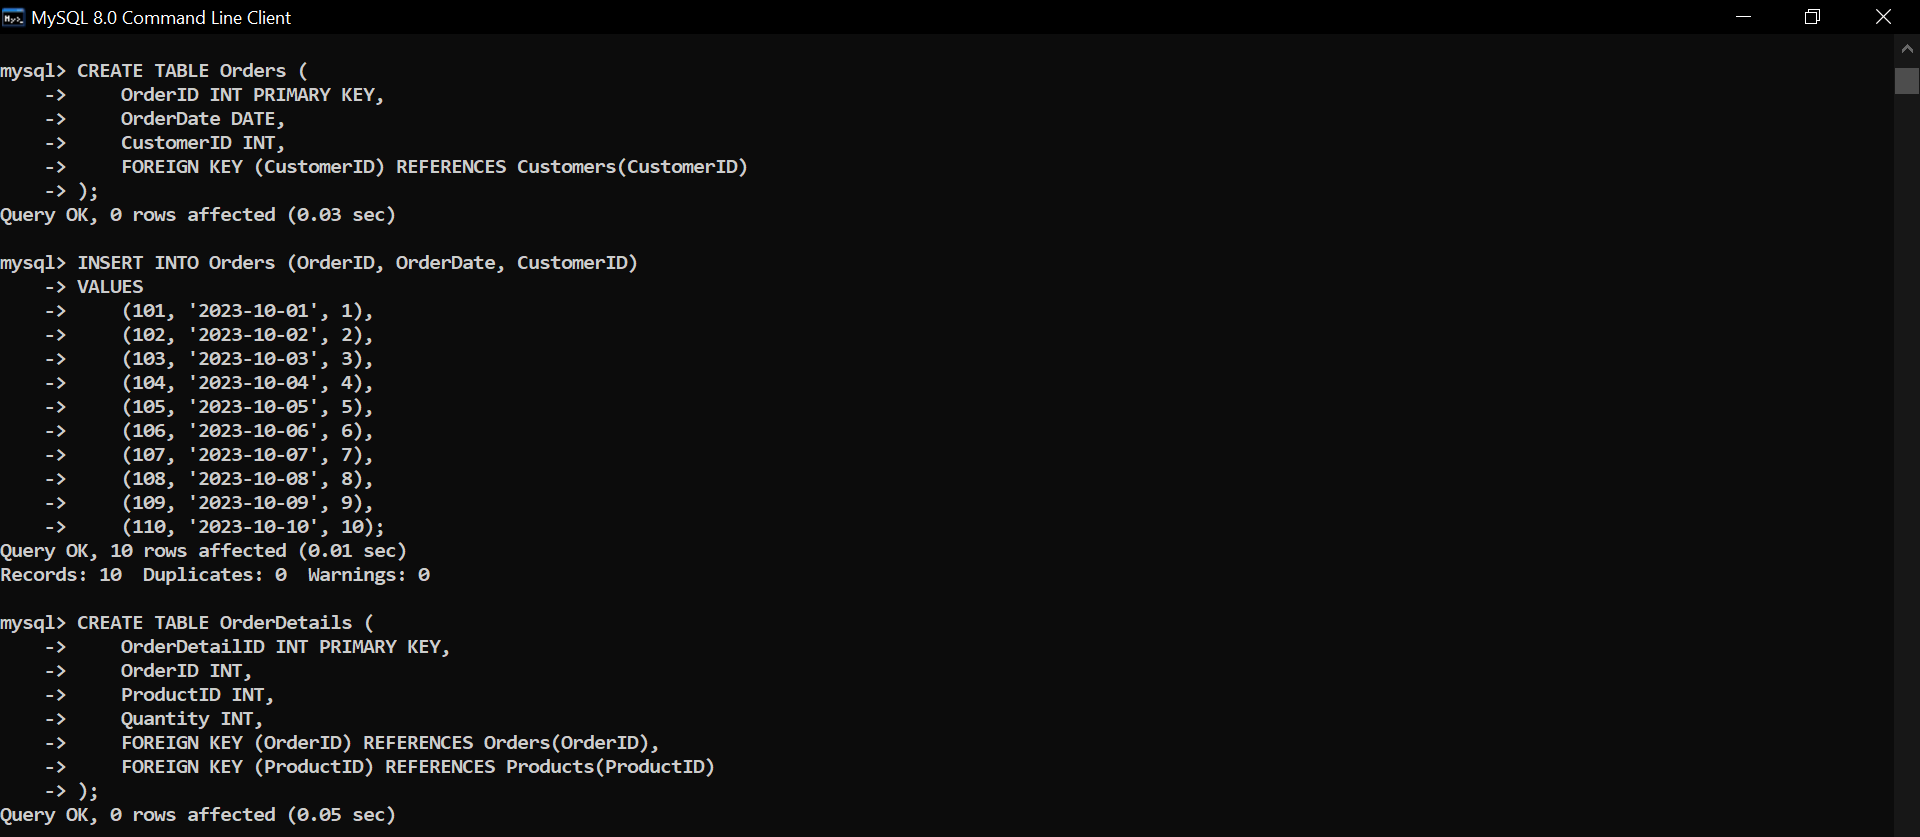 MySQL 8.0 Command Line Client
mysql> CREATE TABLE Orders (
    ->     OrderID INT PRIMARY KEY,
    ->     OrderDate DATE,
    ->     CustomerID INT,
    ->     FOREIGN KEY (CustomerID) REFERENCES Customers(CustomerID)
    -> );
Query OK, 0 rows affected (0.03 sec)
mysql> INSERT INTO Orders (OrderID, OrderDate, CustomerID)
    -> VALUES
    ->     (101, '2023-10-01', 1),
    ->     (102, '2023-10-02', 2),
    ->     (103, '2023-10-03', 3),
    ->     (104, '2023-10-04', 4),
    ->     (105, '2023-10-05', 5),
    ->     (106, '2023-10-06', 6),
    ->     (107, '2023-10-07', 7),
    ->     (108, '2023-10-08', 8),
    ->     (109, '2023-10-09', 9),
    ->     (110, '2023-10-10', 10);
Query OK, 10 rows affected (0.01 sec)
Records: 10  Duplicates: 0  Warnings: 0
mysql> CREATE TABLE OrderDetails (
    ->     OrderDetailID INT PRIMARY KEY,
    ->     OrderID INT,
    ->     ProductID INT,
    ->     Quantity INT,
    ->     FOREIGN KEY (OrderID) REFERENCES Orders(OrderID),
    ->     FOREIGN KEY (ProductID) REFERENCES Products(ProductID)
    -> );
Query OK, 0 rows affected (0.05 sec)